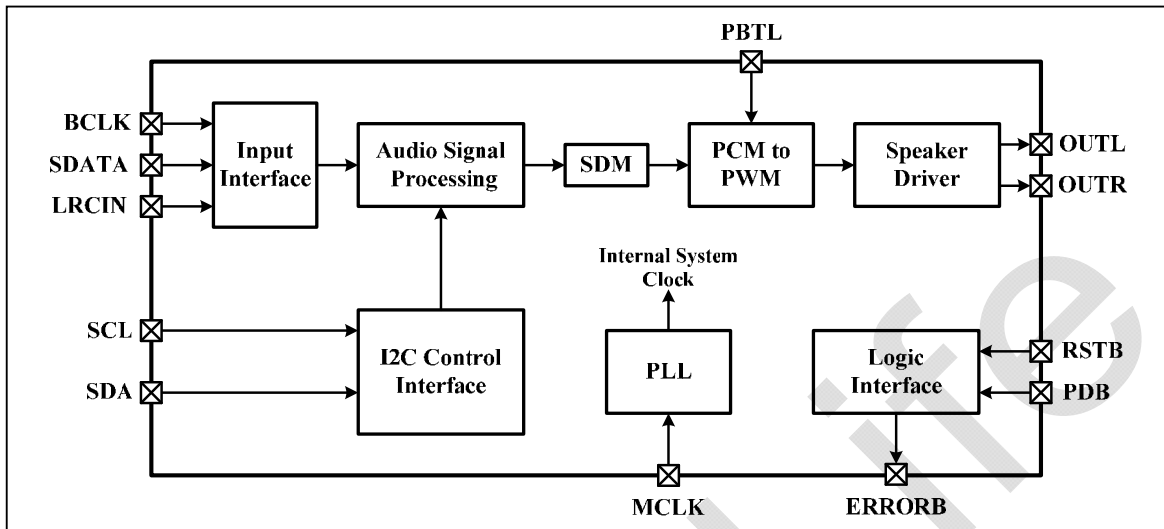 PBTL
BCLK
SDATA
LRCIN
Input
Interface
Audio Signal
Processing
SDM
PCM to
PWM
Speaker
Driver
OUTL
OUTR
Internal System
Clock
SCL
SDA
I2C Control
Interface
PLL
Logic
Interface
RSTB
PDB
MCLK
ERRORB
ife